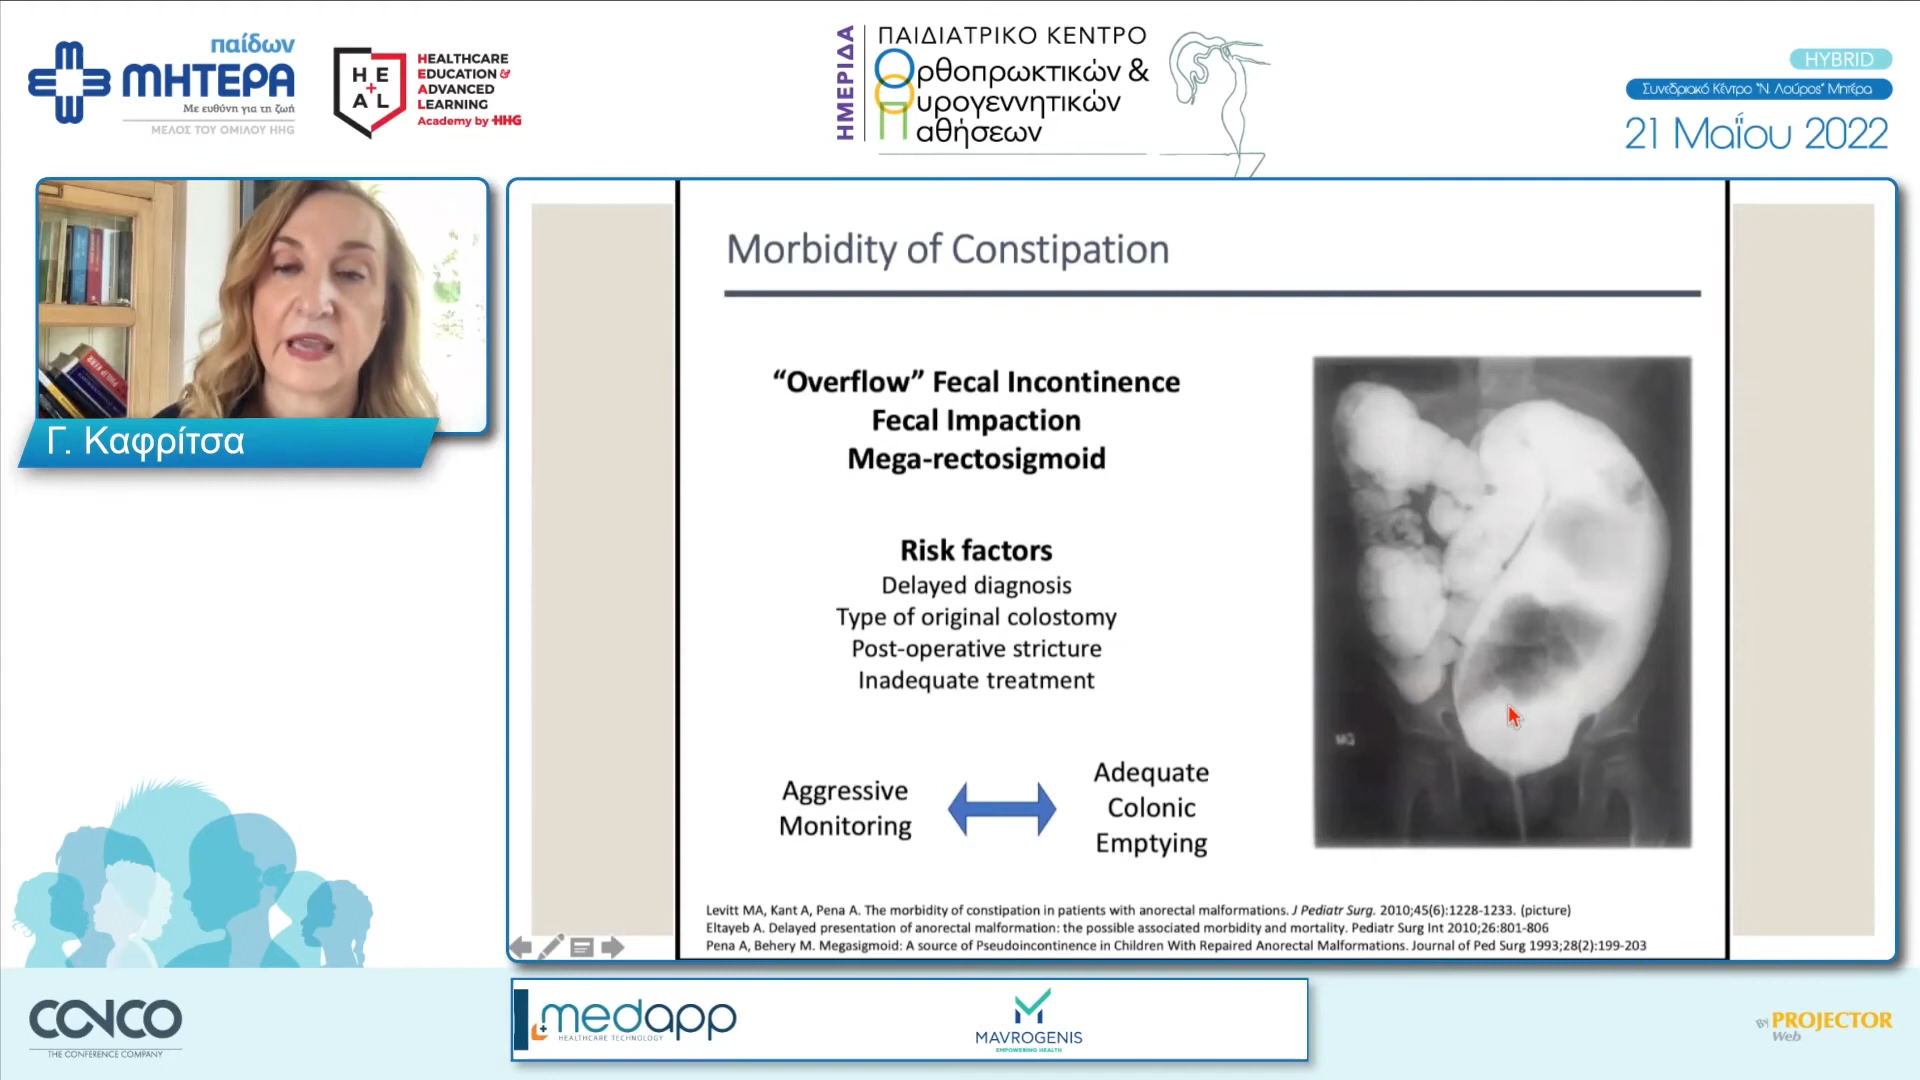 παίδων
ΜΗΤΕΡΑ
Με ευθύνη για τη ζωή
ΜΕΛΟΣ ΤΟΥ ΟΜΙΛΟΥ HHG
HE
AL
HEALTHCARE
EDUCATION &
ADVANCED
LEARNING
Academy by HHG
ΗΜΕΡΙΔΑ
ΠΑΙΔΙΑΤΡΙΚΟ ΚΕΝΤΡΟ
Ορθοπρωκτικών &
Ουρογεννητικών
Παθήσεων
HYBRID
Συνεδριακό Κέντρο "Ν. Λούρος" Μητέρα
21 Μαΐου 2022
Γ. Καφρίτσα
Morbidity of Constipation
“Overflow” Fecal Incontinence
Fecal Impaction
Mega-rectosigmoid
Risk factors
Delayed diagnosis
Type of original colostomy
Post-operative stricture
Inadequate treatment
Aggressive
Monitoring
Adequate
Colonic
Emptying
Levitt MA, Kant A, Pena A. The morbidity of constipation in patients with anorectal malformations. J Pediatr Surg. 2010;45(6):1228-1233. (picture)
Eltayeb A. Delayed presentation of anorectal malformation: the possible associated morbidity and mortality. Pediatr Surg Int 2010;26:801-806
Pena A, Behery M. Megasigmoid: A source of Pseudoincontinence in Children With Repaired Anorectal Malformations. Journal of Ped Surg 1993;28(2):199-203
CONCO
THE CONFERENCE COMPANY
medapp
HEALTHCARE TECHNOLOGY
MAVROGENIS
EMPOWERING HEALTH
BY PROJECTOR
Web